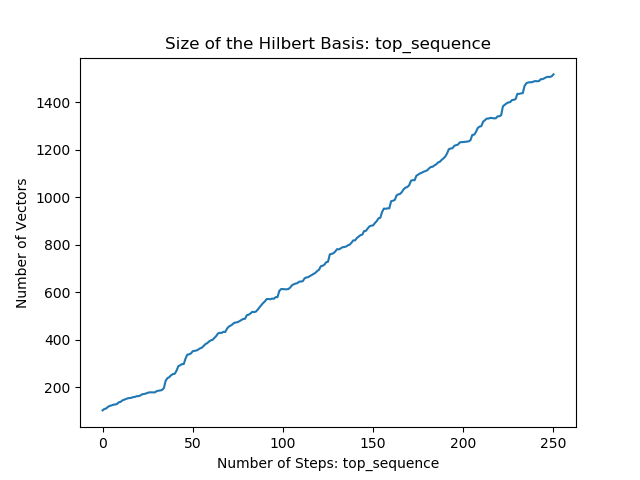 Size of the Hilbert Basis: top_sequence
1400
1200
1000
800
600
400
200
Number of Vectors
0 50 100 150 200 250
Number of Steps: top_sequence